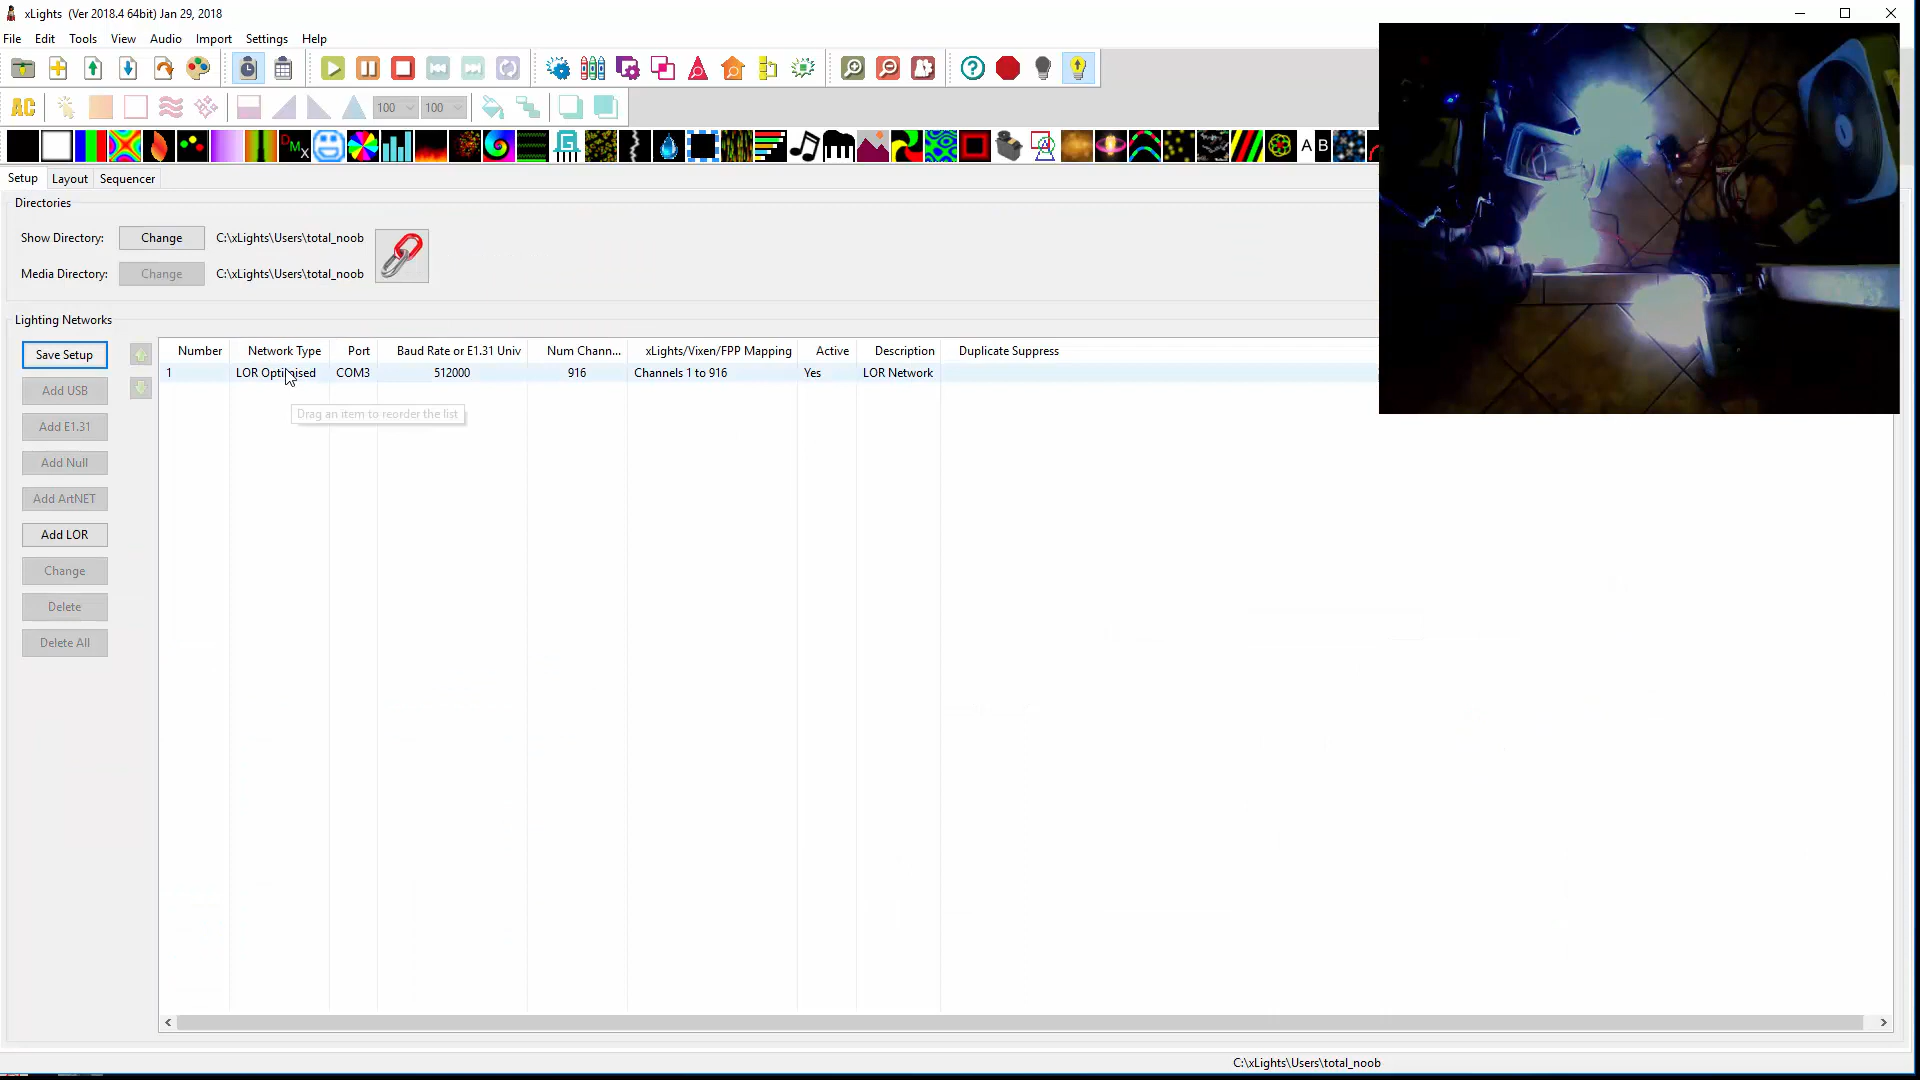 xLights (Ver 2018.4 64bit) Jan 29, 2018
File Edit Tools View Audio Import Settings Help
AC 100 100
DMX A B
Setup Layout Sequencer
Directories
Show Directory: Change C:\xLights\Users\total_noob
Media Directory: Change C:\xLights\Users\total_noob
Lighting Networks
Save Setup
Number Network Type Port Baud Rate or E1.31 Univ Num Chann... xLights/Vixen/FPP Mapping Active Description Duplicate Suppress
1 LOR Optimised COM3 512000 916 Channels 1 to 916 Yes LOR Network
Add USB
Drag an item to reorder the list
Add E1.31
Add Null
Add ArtNET
Add LOR
Change
Delete
Delete All
C:\xLights\Users\total_noob